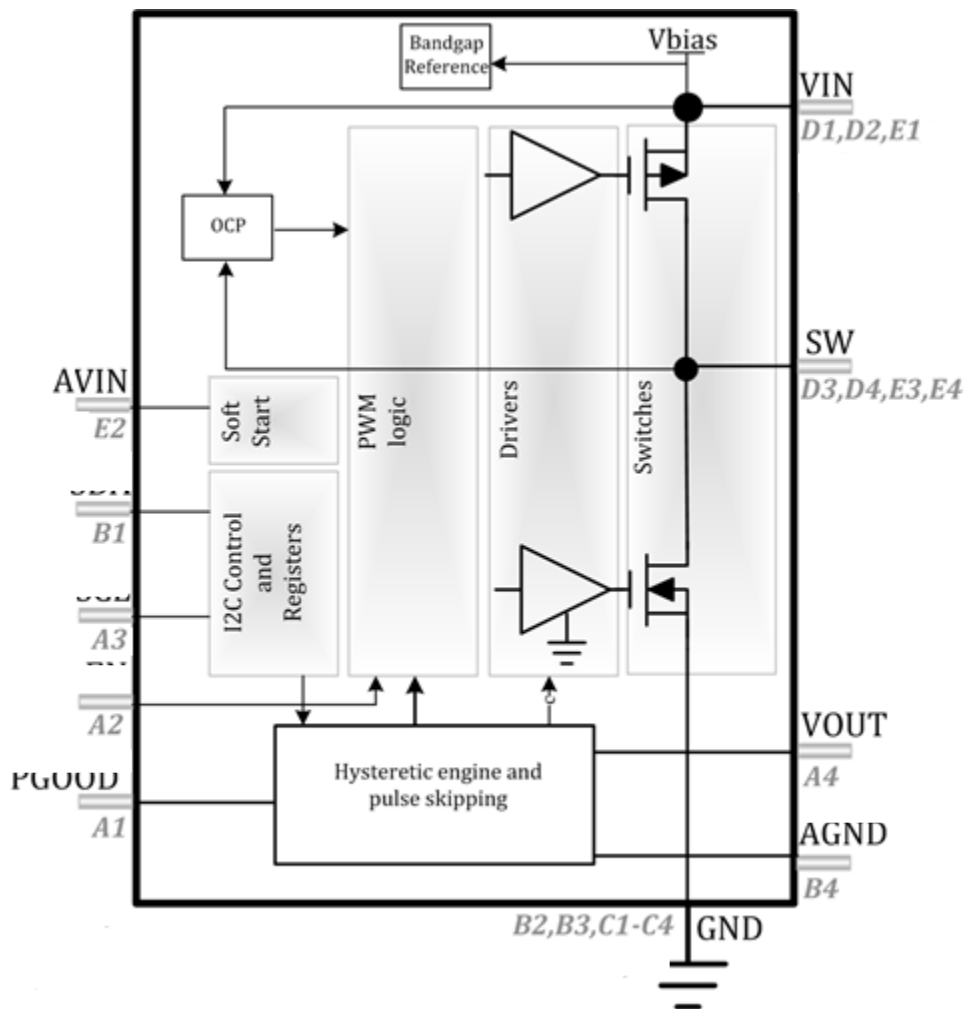 Bandgap
Reference
Vbias
VIN
D1,D2,E1
OCP
SW
D3,D4,E3,E4
AVIN
E2
Soft
Start
PWM
logic
Drivers
Switches
B1
I2C Control
and
Registers
A3
A2
VOUT
A4
Hysteretic engine and
pulse skipping
c
PGOOD
A1
AGND
B4
B2,B3,C1-C4
GND